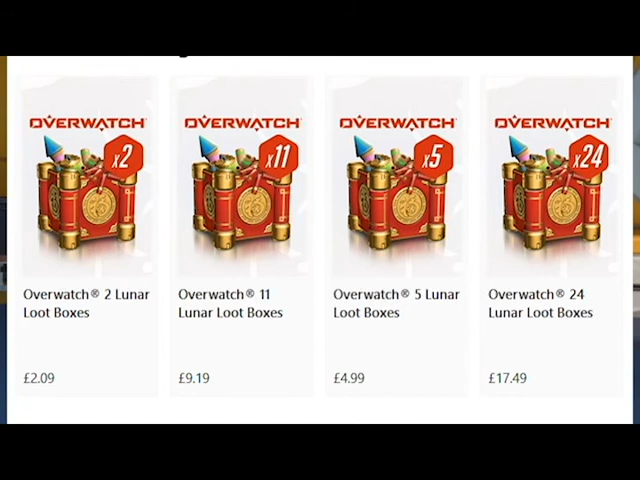 OVERWATCH
x2
Overwatch® 2 Lunar
Loot Boxes
£2.09
OVERWATCH
x11
Overwatch® 11
Lunar Loot Boxes
£9.19
OVERWATCH
x5
Overwatch® 5 Lunar
Loot Boxes
£4.99
OVERWATCH
x24
Overwatch® 24
Lunar Loot Boxes
£17.49